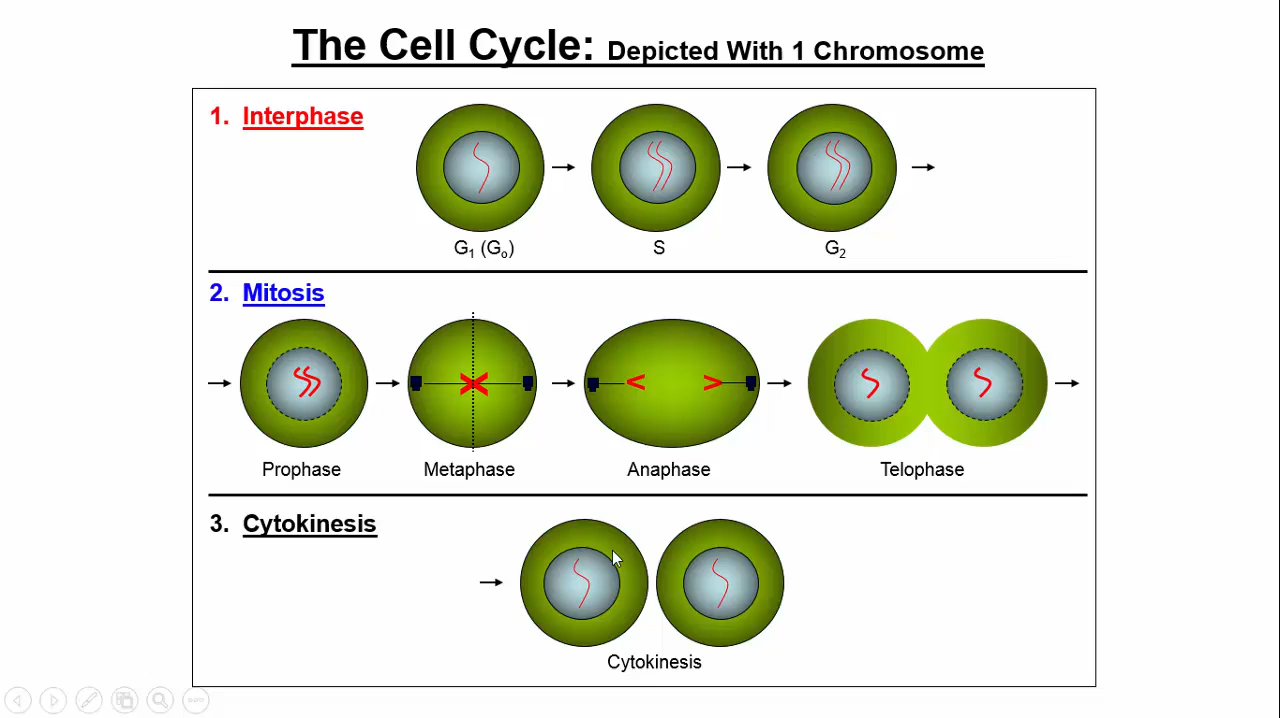 The Cell Cycle: Depicted With 1 Chromosome
1. Interphase
G₁ (G₀) S G₂
2. Mitosis
Prophase Metaphase Anaphase Telophase
3. Cytokinesis
Cytokinesis